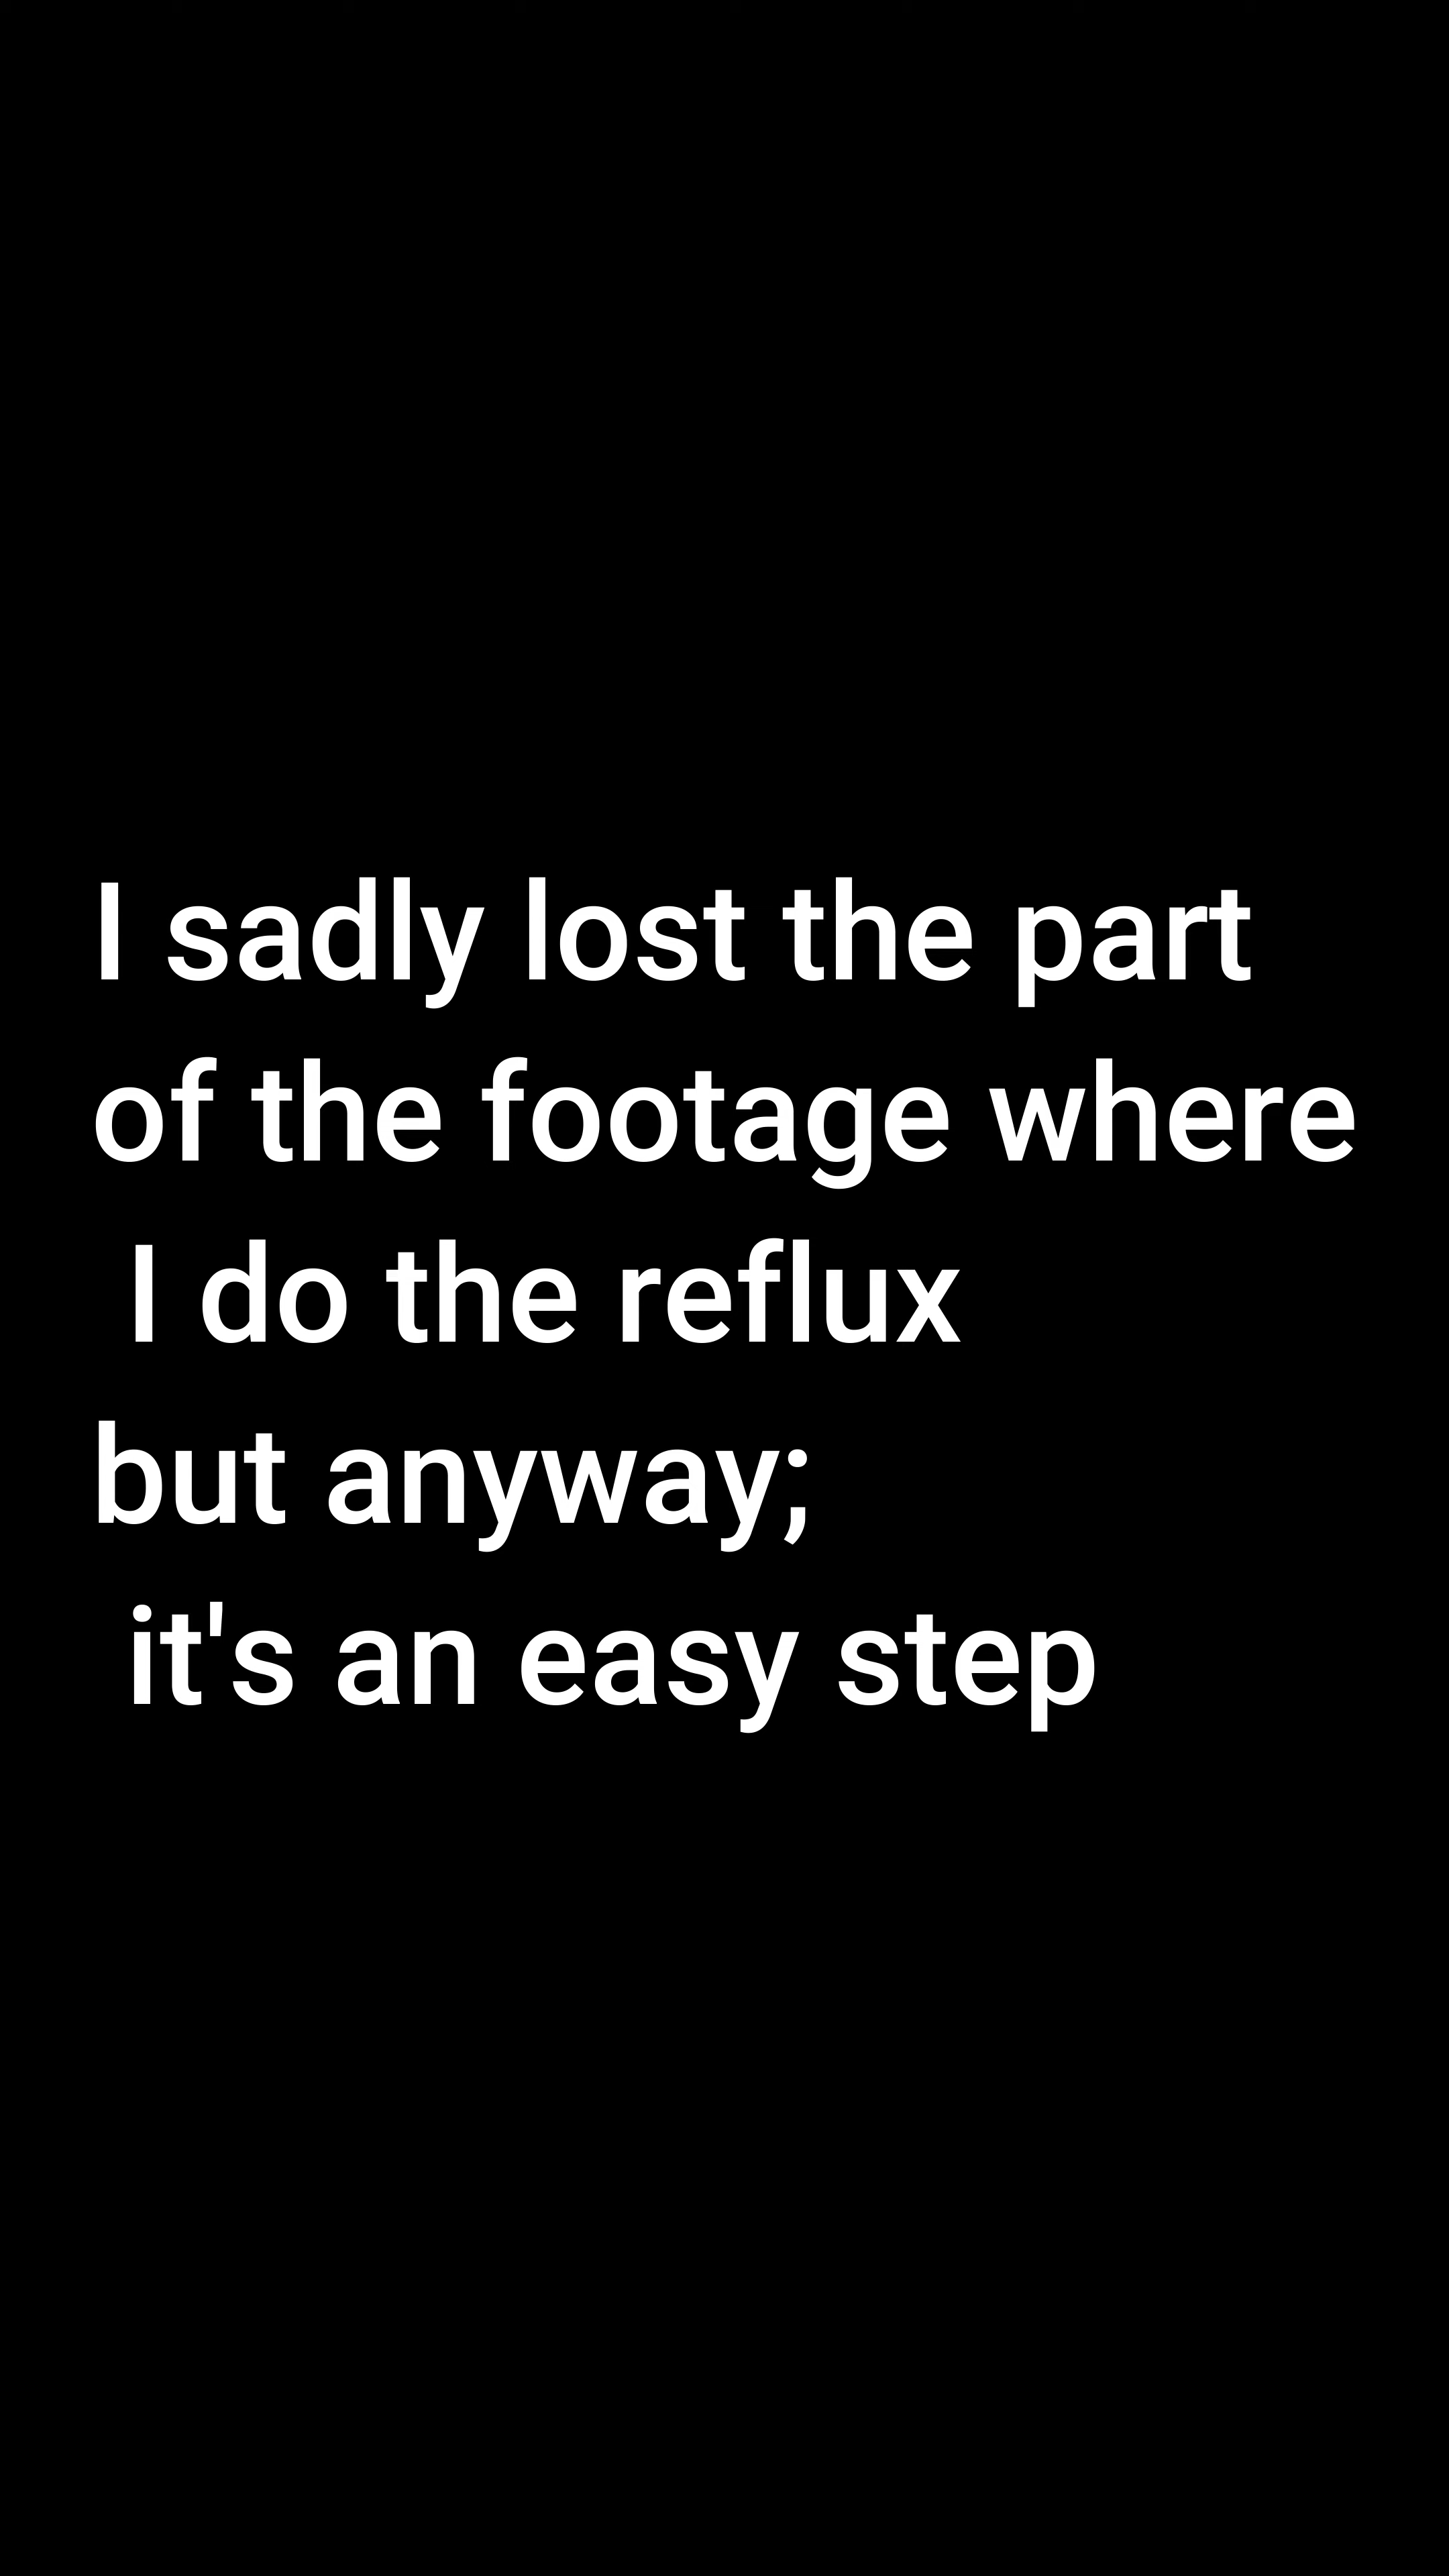 I sadly lost the part
of the footage where
I do the reflux
but anyway;
it's an easy step